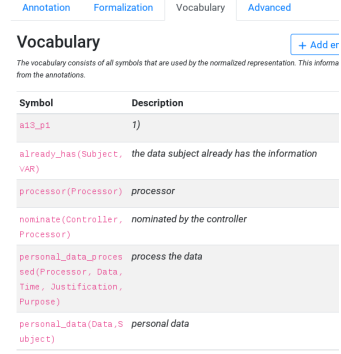 Annotation Formalization Vocabulary Advanced
Vocabulary
+ Add en
The vocabulary consists of all symbols that are used by the normalized representation. This informa
from the annotations.
Symbol Description
a13_p1 1)
already_has(Subject, the data subject already has the information
VAR)
processor(Processor) processor
nominate(Controller, nominated by the controller
Processor)
personal_data_proces process the data
sed(Processor, Data,
Time, Justification,
Purpose)
personal_data(Data,S personal data
ubject)